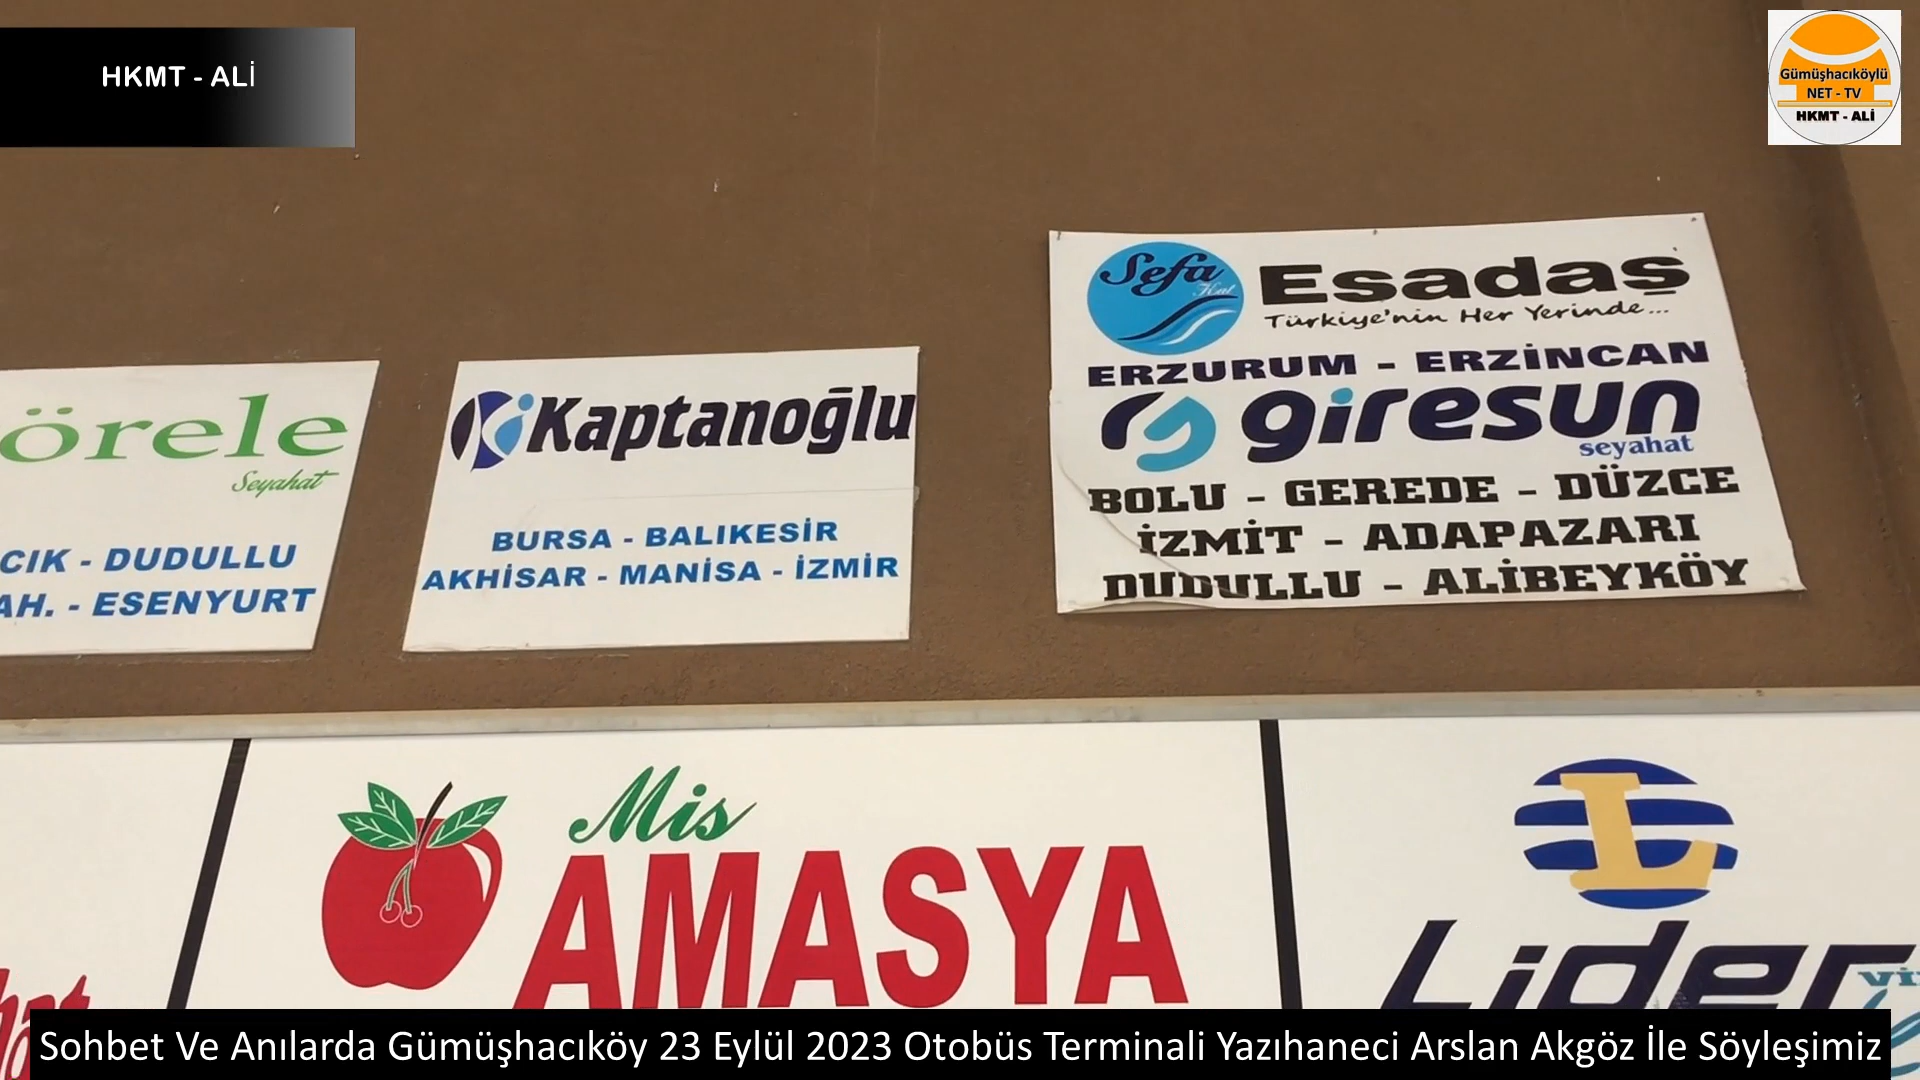 HKMT - ALİ
Gümüşhacıköylü
NET - TV
HKMT - ALİ
örele
Seyahat
CIK - DUDULLU
AH. - ESENYURT
Kaptanoğlu
BURSA - BALIKESİR
AKHİSAR - MANİSA - İZMİR
Sefa
Kat
Esadaş
Türkiye'nin Her Yerinde...
ERZURUM - ERZİNCAN
giresun
seyahat
BOLU - GEREDE - DÜZCE
İZMİT - ADAPAZARI
DUDULLU - ALİBEYKÖY
Mis
AMASYA
L
Lider
Sohbet Ve Anılarda Gümüşhacıköy 23 Eylül 2023 Otobüs Terminali Yazıhaneci Arslan Akgöz İle Söyleşimiz